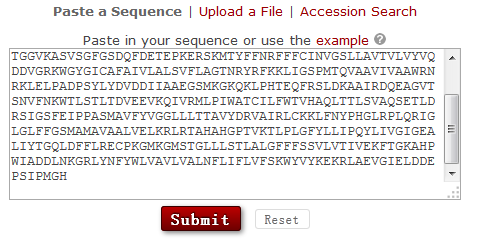 Paste a Sequence | Upload a File | Accession Search
Paste in your sequence or use the example
TGGVKASVSGFGSDQFDETEPKERSKMTYFFNRFFFCINVGSLLAVTVLVYVQ
DDVGRKWGYGICAFAIVLALSVFLAGTNRYRFKKLIGSPMTQVAAVIVAAWRN
RKLELPADPSYLYDVDDIIAAEGSMKGKQKLPHTEQFRSLDKAAIRDQEAGVT
SNVFNKWTLSTLTDVEEVKQIVRMLPIWATCILFWTVHAQLTTLSVAQSETLD
RSIGSFEIPPASMAVFYVGGLLLTTAVYDRVAIRLCKKLFNYPHGLRPLQRIG
LGLFFGSMAMAVAALVELKRLRTAHAHGPTVKTLPLGFYLLIPQYLIVGIGEA
LIYTGQLDFFLRECPKGMKGMSTGLLLSTLALGFFFSSVLVTIVEKFTGKAHP
WIADDLNKGRLYNFYWLVAVLVALNFLIFLVFSKWYVYKEKRLAEVGIELDDE
PSIPMGH
Submit Reset